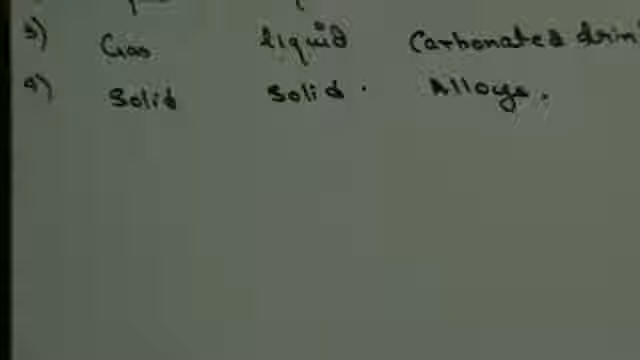 3) Gas liquid Carbonated drin
4) Solid Solid. Alloys.